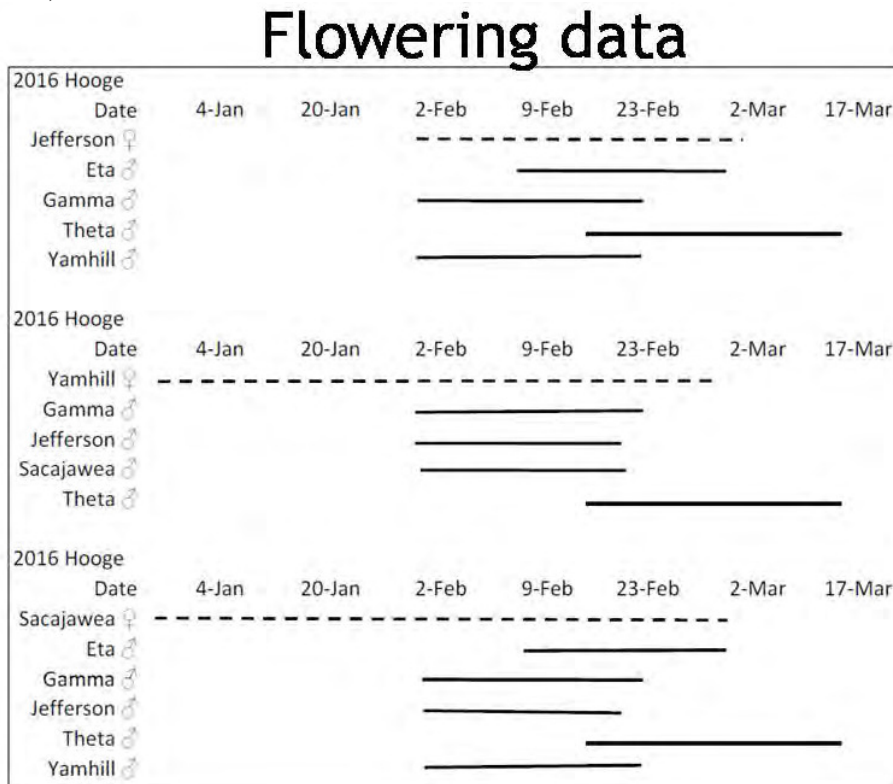 Flowering data
2016 Hooge
Date 4-Jan 20-Jan 2-Feb 9-Feb 23-Feb 2-Mar 17-Mar
Jefferson ♀
Eta ♂
Gamma ♂
Theta ♂
Yamhill ♂
2016 Hooge
Date 4-Jan 20-Jan 2-Feb 9-Feb 23-Feb 2-Mar 17-Mar
Yamhill ♀
Gamma ♂
Jefferson ♂
Sacajawea ♂
Theta ♂
2016 Hooge
Date 4-Jan 20-Jan 2-Feb 9-Feb 23-Feb 2-Mar 17-Mar
Sacajawea ♀
Eta ♂
Gamma ♂
Jefferson ♂
Theta ♂
Yamhill ♂